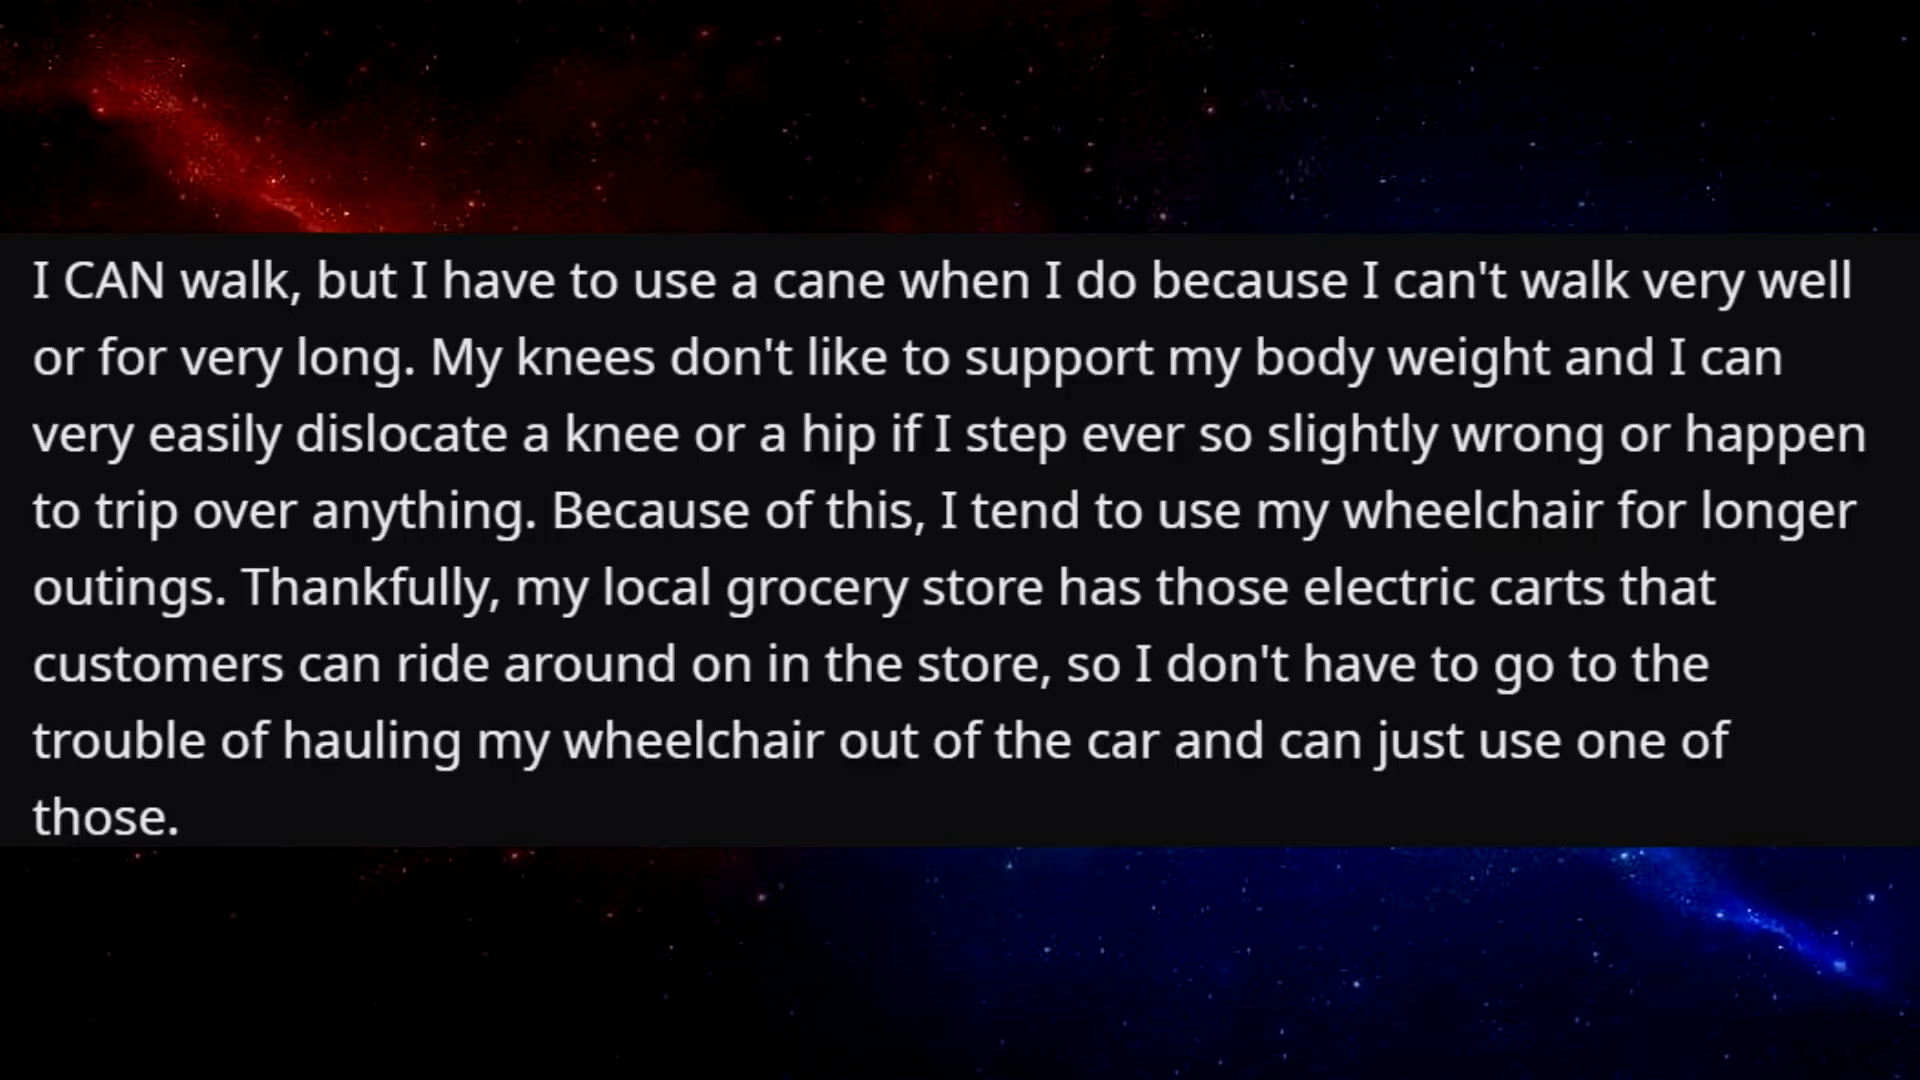 I CAN walk, but I have to use a cane when I do because I can't walk very well
or for very long. My knees don't like to support my body weight and I can
very easily dislocate a knee or a hip if I step ever so slightly wrong or happen
to trip over anything. Because of this, I tend to use my wheelchair for longer
outings. Thankfully, my local grocery store has those electric carts that
customers can ride around on in the store, so I don't have to go to the
trouble of hauling my wheelchair out of the car and can just use one of
those.